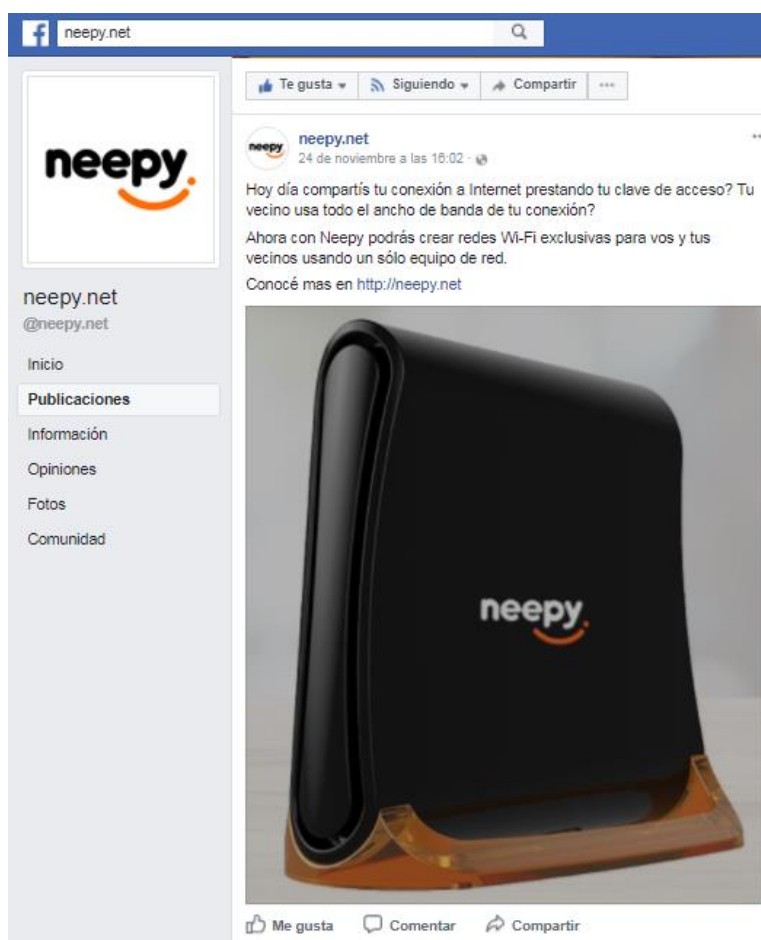 neepy.net
Te gusta
Siguiendo
Compartir
neepy.
neepy.net
@neepy.net
Inicio
Publicaciones
Información
Opiniones
Fotos
Comunidad
neepy.
neepy.net
24 de noviembre a las 16:02 ·
Hoy día compartís tu conexión a Internet prestando tu clave de acceso? Tu
vecino usa todo el ancho de banda de tu conexión?
Ahora con Neepy podrás crear redes Wi-Fi exclusivas para vos y tus
vecinos usando un sólo equipo de red.
Conocé mas en http://neepy.net
neepy.
Me gusta
Comentar
Compartir